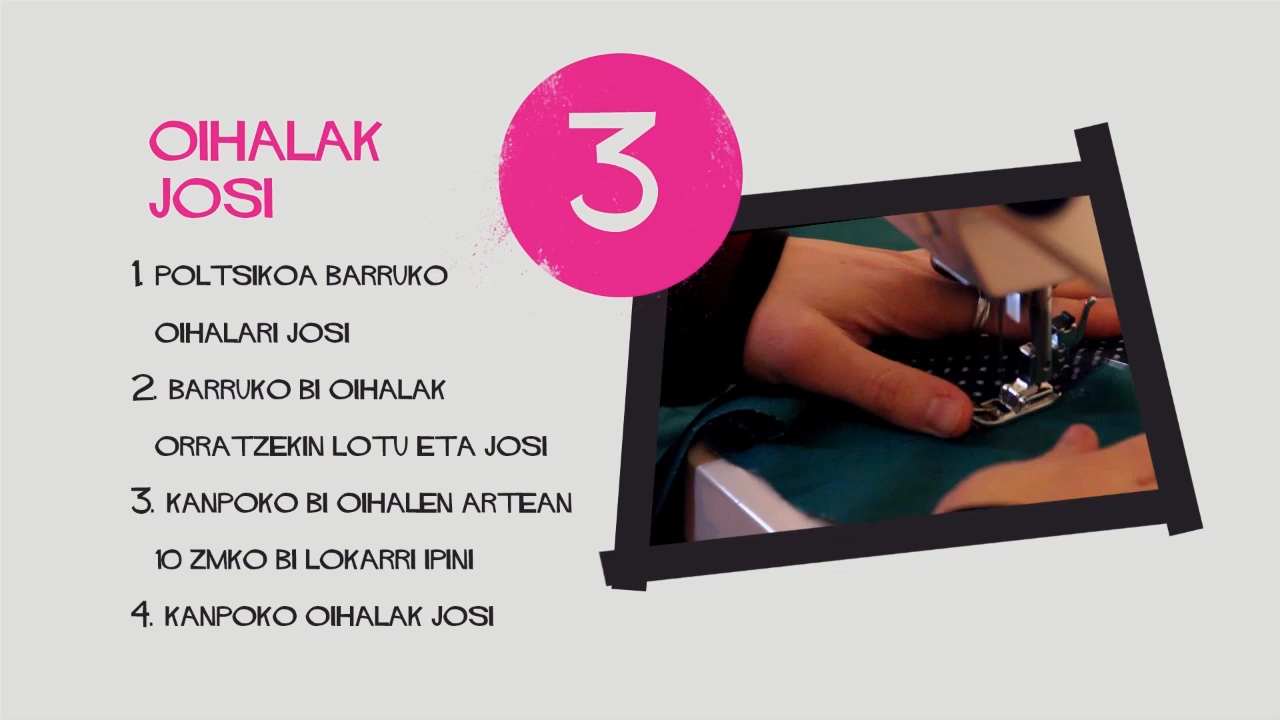 3
OIHALAK
JOSI
1. POLTSIKOA BARRUKO
OIHALARI JOSI
2. BARRUKO BI OIHALAK
ORRATZEKIN LOTU ETA JOSI
3. KANPOKO BI OIHALEN ARTEAN
10 ZMKO BI LOKARRI IPINI
4. KANPOKO OIHALAK JOSI